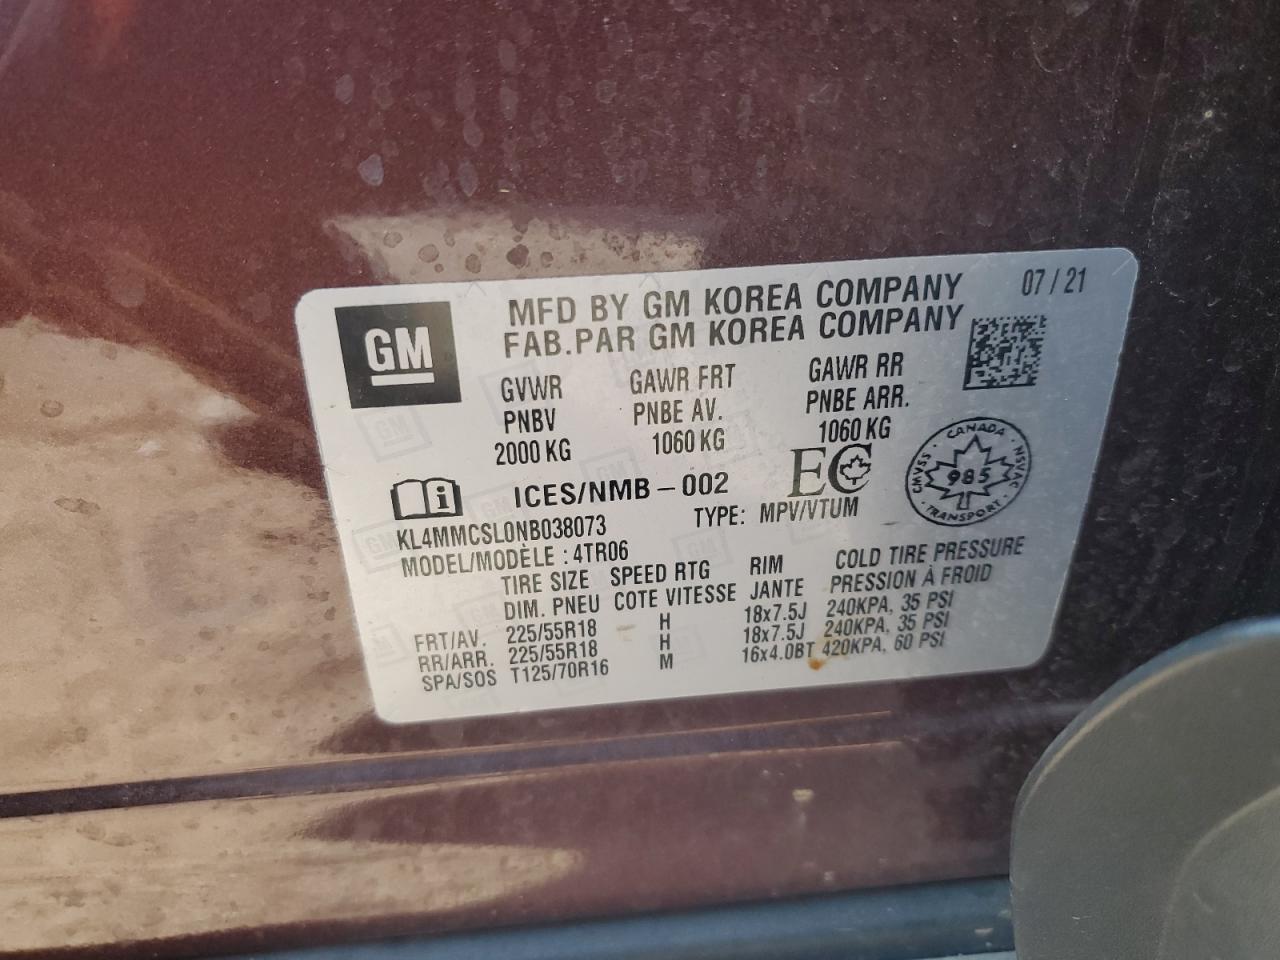 MFD BY GM KOREA COMPANY 07 / 21
FAB.PAR GM KOREA COMPANY
GM
GVWR GAWR FRT GAWR RR
PNBV PNBE AV. PNBE ARR.
2000 KG 1060 KG 1060 KG
i ICES/NMB-002 EC
CANADA
CMVSS 985 NSVAC
TRANSPORT
KL4MMCSL0NB038073 TYPE: MPV/VTUM
MODEL/MODÈLE : 4TR06
TIRE SIZE SPEED RTG RIM COLD TIRE PRESSURE
DIM. PNEU COTE VITESSE JANTE PRESSION À FROID
FRT/AV. 225/55R18 H 18x7.5J 240KPA, 35 PSI
RR/ARR. 225/55R18 H 18x7.5J 240KPA, 35 PSI
SPA/SOS T125/70R16 M 16x4.0BT 420KPA, 60 PSI